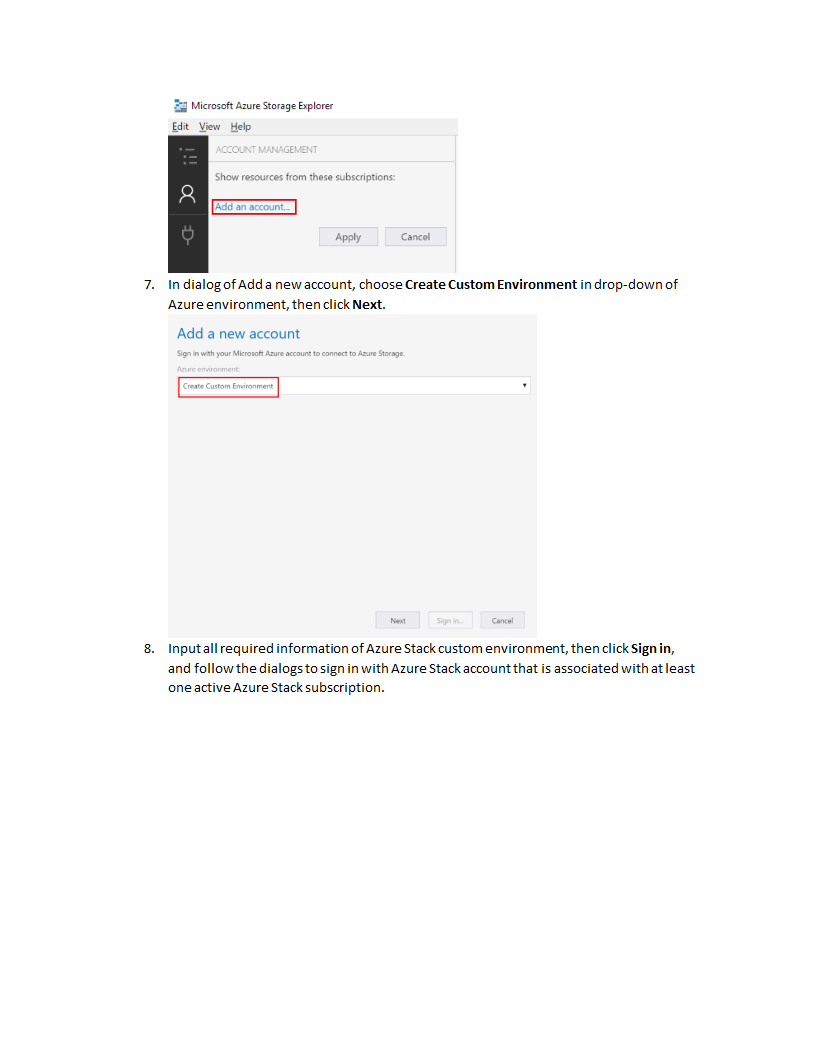 Microsoft Azure Storage Explorer
Edit View Help
ACCOUNT MANAGEMENT
Show resources from these subscriptions:
Add an account...
Apply Cancel
7. In dialog of Add a new account, choose Create Custom Environment in drop-down of
Azure environment, then click Next.
Add a new account
Sign in with your Microsoft Azure account to connect to Azure Storage.
Azure environment:
Create Custom Environment
Next Sign in... Cancel
8. Input all required information of Azure Stack custom environment, then click Sign in,
and follow the dialogs to sign in with Azure Stack account that is associated with at least
one active Azure Stack subscription.